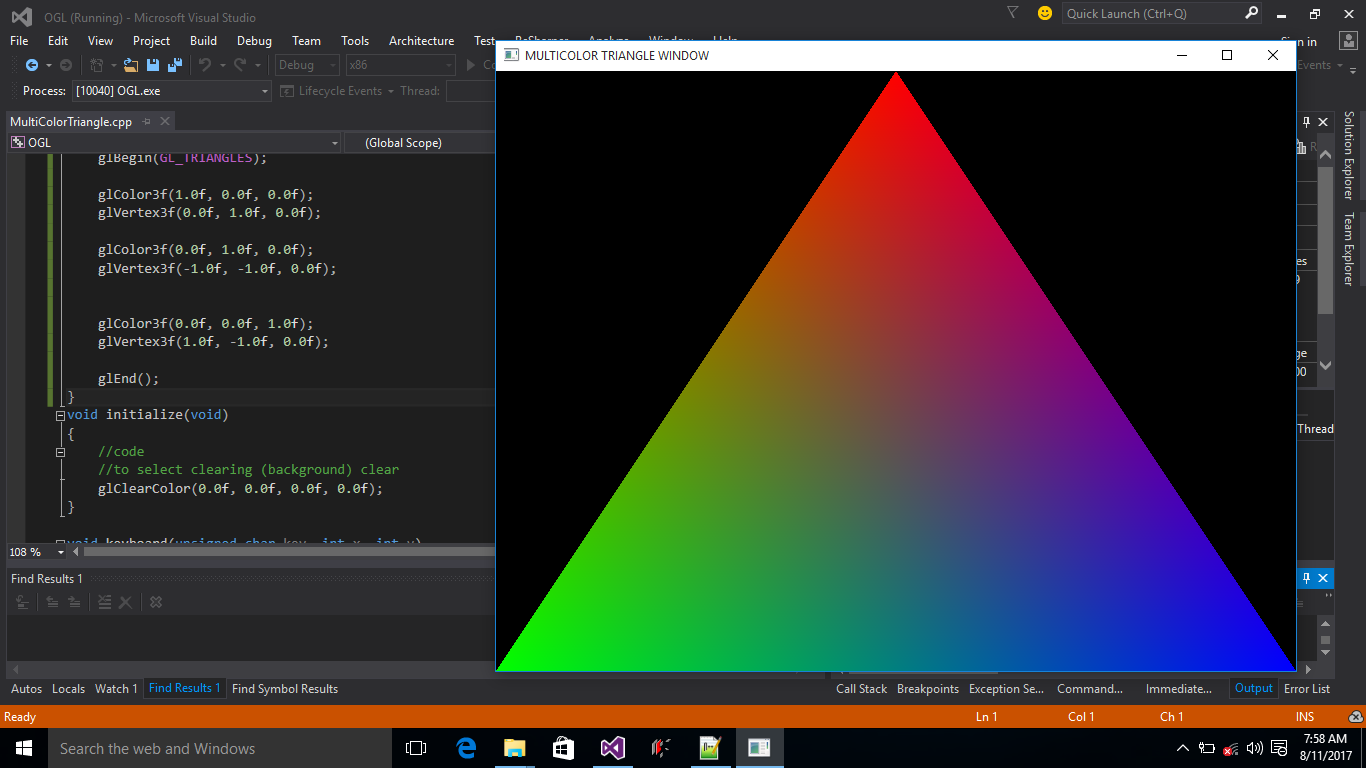 OGL (Running) - Microsoft Visual Studio
Quick Launch (Ctrl+Q)
File Edit View Project Build Debug Team Tools Architecture Test
in
Debug x86
Events
Process: [10040] OGL.exe Lifecycle Events Thread:
MULTICOLOR TRIANGLE WINDOW
MultiColorTriangle.cpp
OGL (Global Scope)
glBegin(GL_TRIANGLES);
glColor3f(1.0f, 0.0f, 0.0f);
glVertex3f(0.0f, 1.0f, 0.0f);
glColor3f(0.0f, 1.0f, 0.0f);
glVertex3f(-1.0f, -1.0f, 0.0f);
glColor3f(0.0f, 0.0f, 1.0f);
glVertex3f(1.0f, -1.0f, 0.0f);
glEnd();
}
void initialize(void)
{
//code
//to select clearing (background) clear
glClearColor(0.0f, 0.0f, 0.0f, 0.0f);
}
void keyboard(unsigned char key, int x, int y)
108 %
Solution Explorer
Team Explorer
Thread
Find Results 1
Autos Locals Watch 1 Find Results 1 Find Symbol Results
Call Stack Breakpoints Exception Se... Command... Immediate... Output Error List
Ready Ln 1 Col 1 Ch 1 INS
Search the web and Windows
7:58 AM
8/11/2017